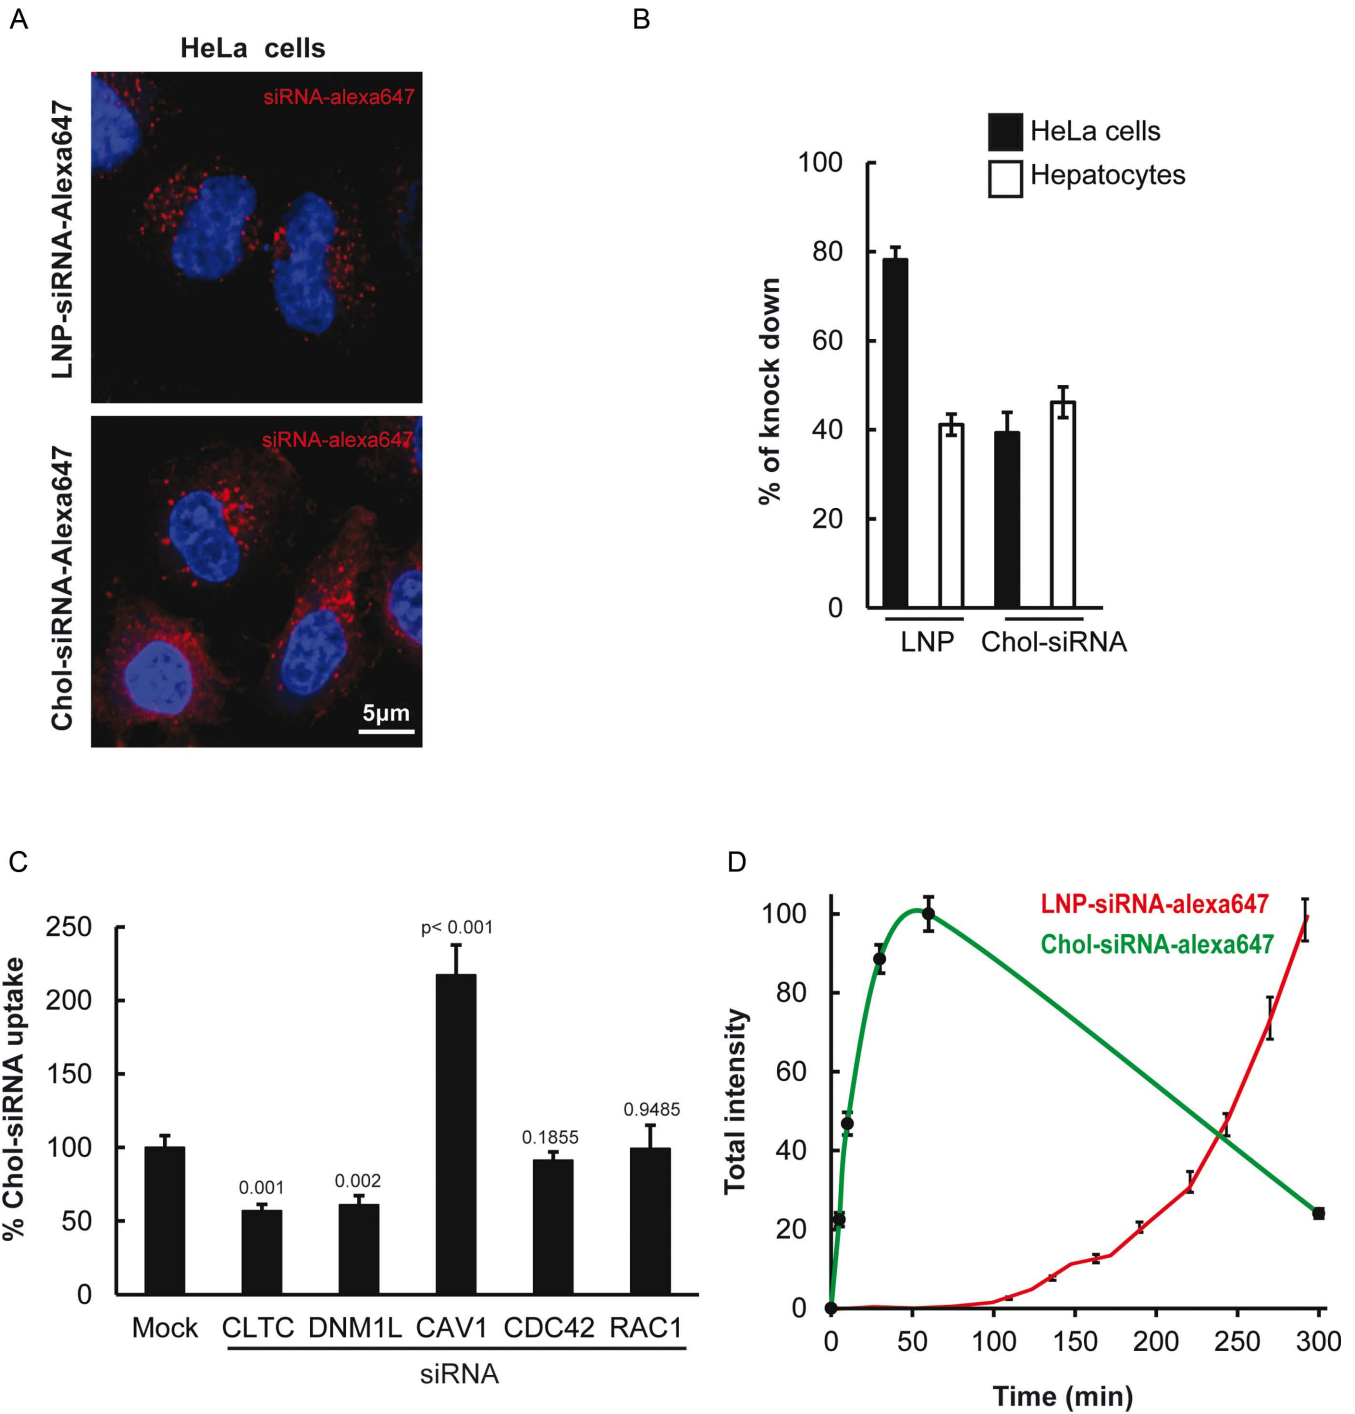 A
HeLa cells
LNP-siRNA-Alexa647
siRNA-alexa647
Chol-siRNA-Alexa647
siRNA-alexa647
5µm
B
HeLa cells
Hepatocytes
% of knock down
100
80
60
40
20
0
LNP
Chol-siRNA
C
% Chol-siRNA uptake
250
200
150
100
50
0
0.001
0.002
p< 0.001
0.1855
0.9485
Mock CLTC DNM1L CAV1 CDC42 RAC1
siRNA
D
LNP-siRNA-alexa647
Chol-siRNA-alexa647
Total intensity
100
80
60
40
20
0
0 50 100 150 200 250 300
Time (min)